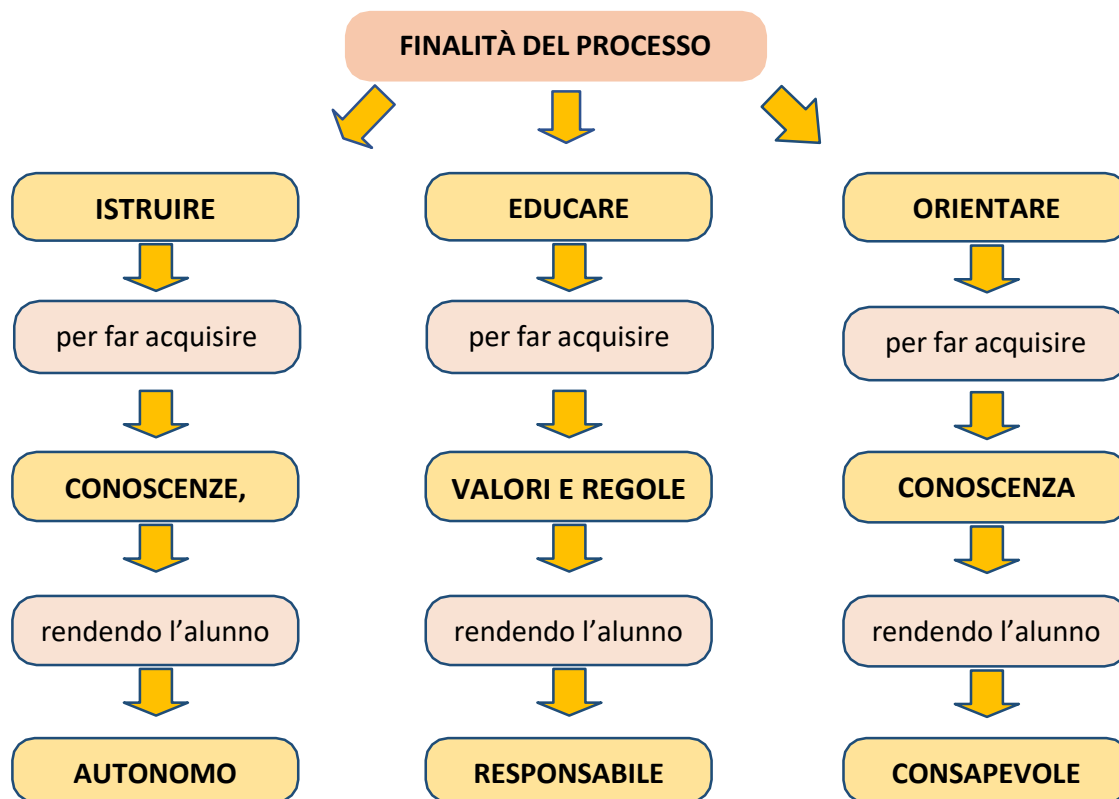 FINALITÀ DEL PROCESSO
ISTRUIRE
EDUCARE
ORIENTARE
per far acquisire
per far acquisire
per far acquisire
CONOSCENZE,
VALORI E REGOLE
CONOSCENZA
rendendo l’alunno
rendendo l’alunno
rendendo l’alunno
AUTONOMO
RESPONSABILE
CONSAPEVOLE